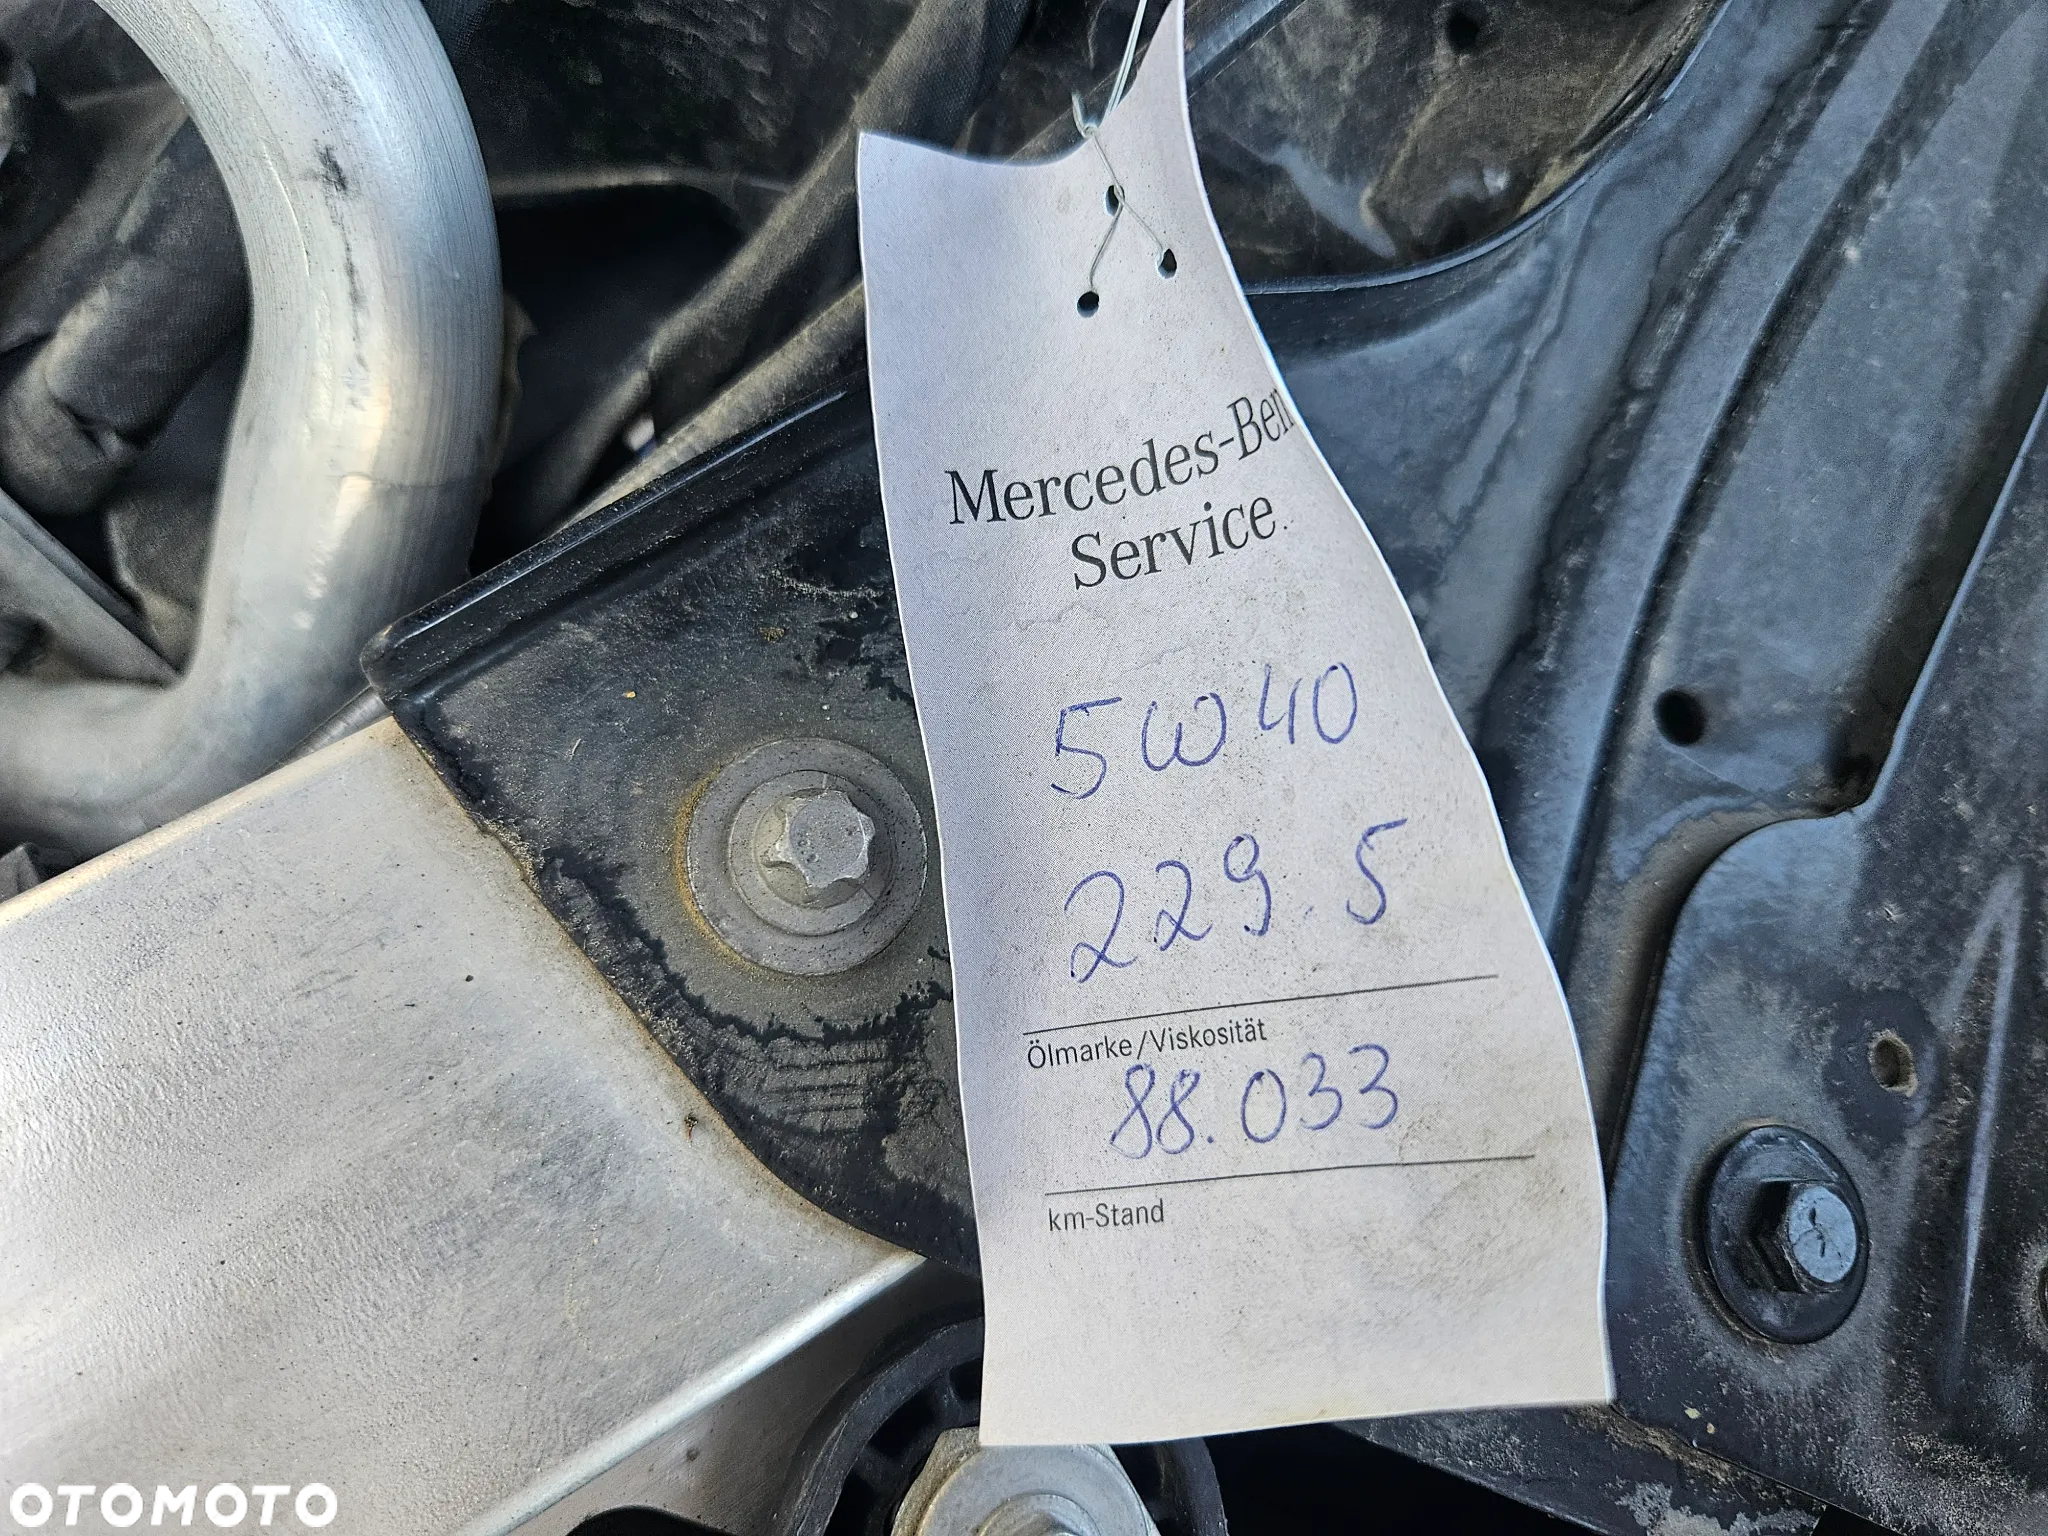 Mercedes-Ben
Service
5W40
229.5
Ölmarke/Viskosität
88.033
km-Stand
OTOMOTO